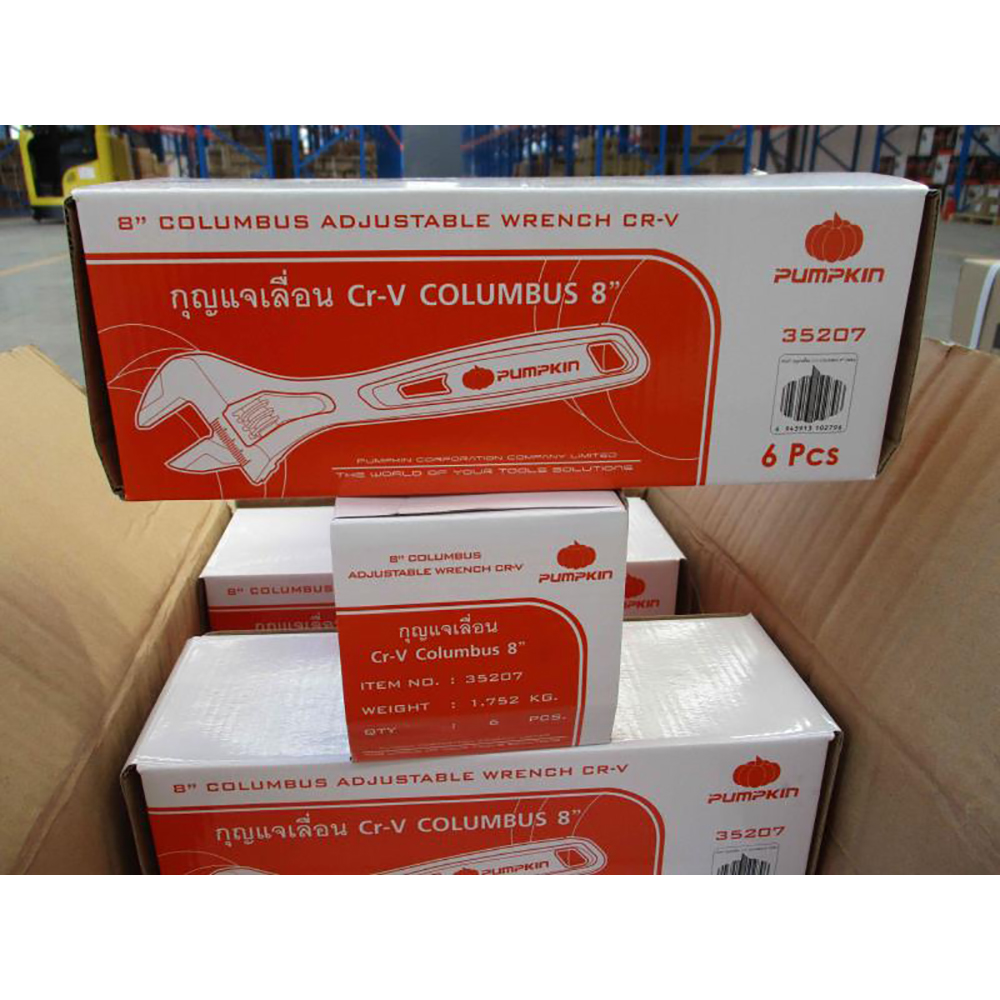 8” COLUMBUS ADJUSTABLE WRENCH CR-V
PUMPKIN
กุญแจเลื่อน Cr-V COLUMBUS 8”
35207
PUMPKIN
6 Pcs
PUMPKIN CORPORATION COMPANY LIMITED
THE WORLD OF YOUR TOOLS SOLUTIONS
8” COLUMBUS
ADJUSTABLE WRENCH CR-V
PUMPKIN
กุญแจเลื่อน
Cr-V Columbus 8”
ITEM NO. : 35207
WEIGHT : 1.752 KG.
QTY : 6 PCS.
8” COLUMBUS
8” COLUMBUS ADJUSTABLE WRENCH CR-V
PUMPKIN
กุญแจเลื่อน Cr-V COLUMBUS 8”
35207
PUMPKIN